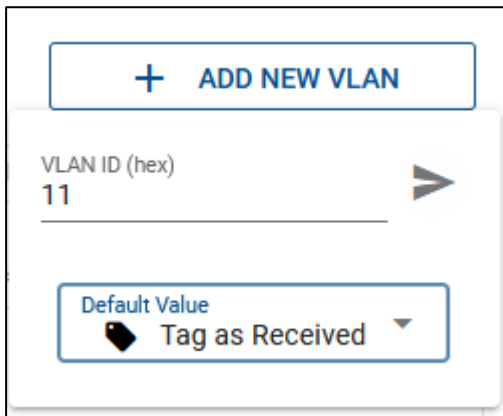 + ADD NEW VLAN
VLAN ID (hex)
11
Default Value
Tag as Received